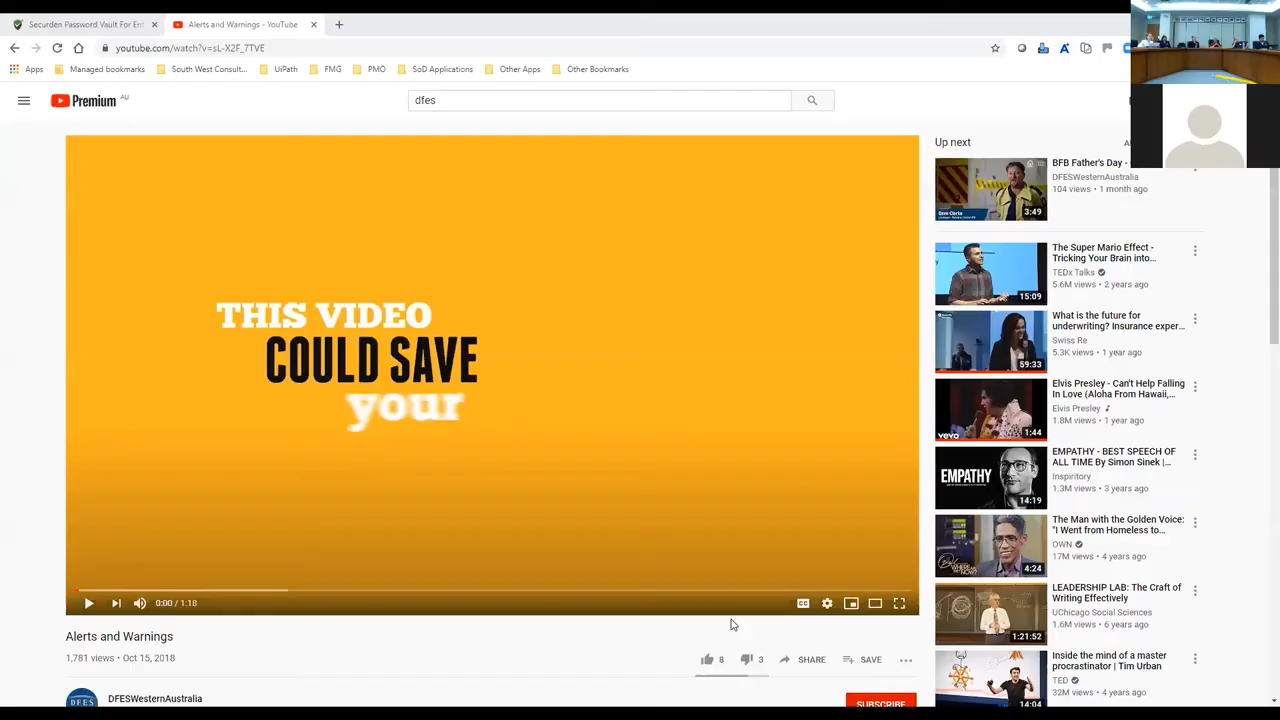 Securden Password Vault For Ent
Alerts and Warnings - YouTube
youtube.com/watch?v=sL-X2F_7TVE
Apps
Managed bookmarks
South West Consult...
UiPath
FMG
PMO
SoD Applications
Other Apps
Other Bookmarks
Premium AU
dfes
THIS VIDEO
COULD SAVE
your
0:00 / 1:18
Alerts and Warnings
1,781 views • Oct 15, 2018
8
3
SHARE
SAVE
DFES
DFESWesternAustralia
SUBSCRIBE
Up next
BFB Father's Day -
DFESWesternAustralia
104 views • 1 month ago
Dave Clarke
3:49
The Super Mario Effect -
Tricking Your Brain into...
TEDx Talks
5.6M views • 2 years ago
15:09
What is the future for
underwriting? Insurance exper...
Swiss Re
5.3K views • 1 year ago
59:33
Elvis Presley - Can't Help Falling
In Love (Aloha From Hawaii,...
Elvis Presley
1.8M views • 1 year ago
vevo
1:44
EMPATHY - BEST SPEECH OF
ALL TIME By Simon Sinek |...
Inspiritory
1.3M views • 3 years ago
EMPATHY
14:19
The Man with the Golden Voice:
"I Went from Homeless to...
OWN
17M views • 4 years ago
4:24
LEADERSHIP LAB: The Craft of
Writing Effectively
UChicago Social Sciences
1.6M views • 6 years ago
1:21:52
Inside the mind of a master
procrastinator | Tim Urban
TED
32M views • 4 years ago
14:04